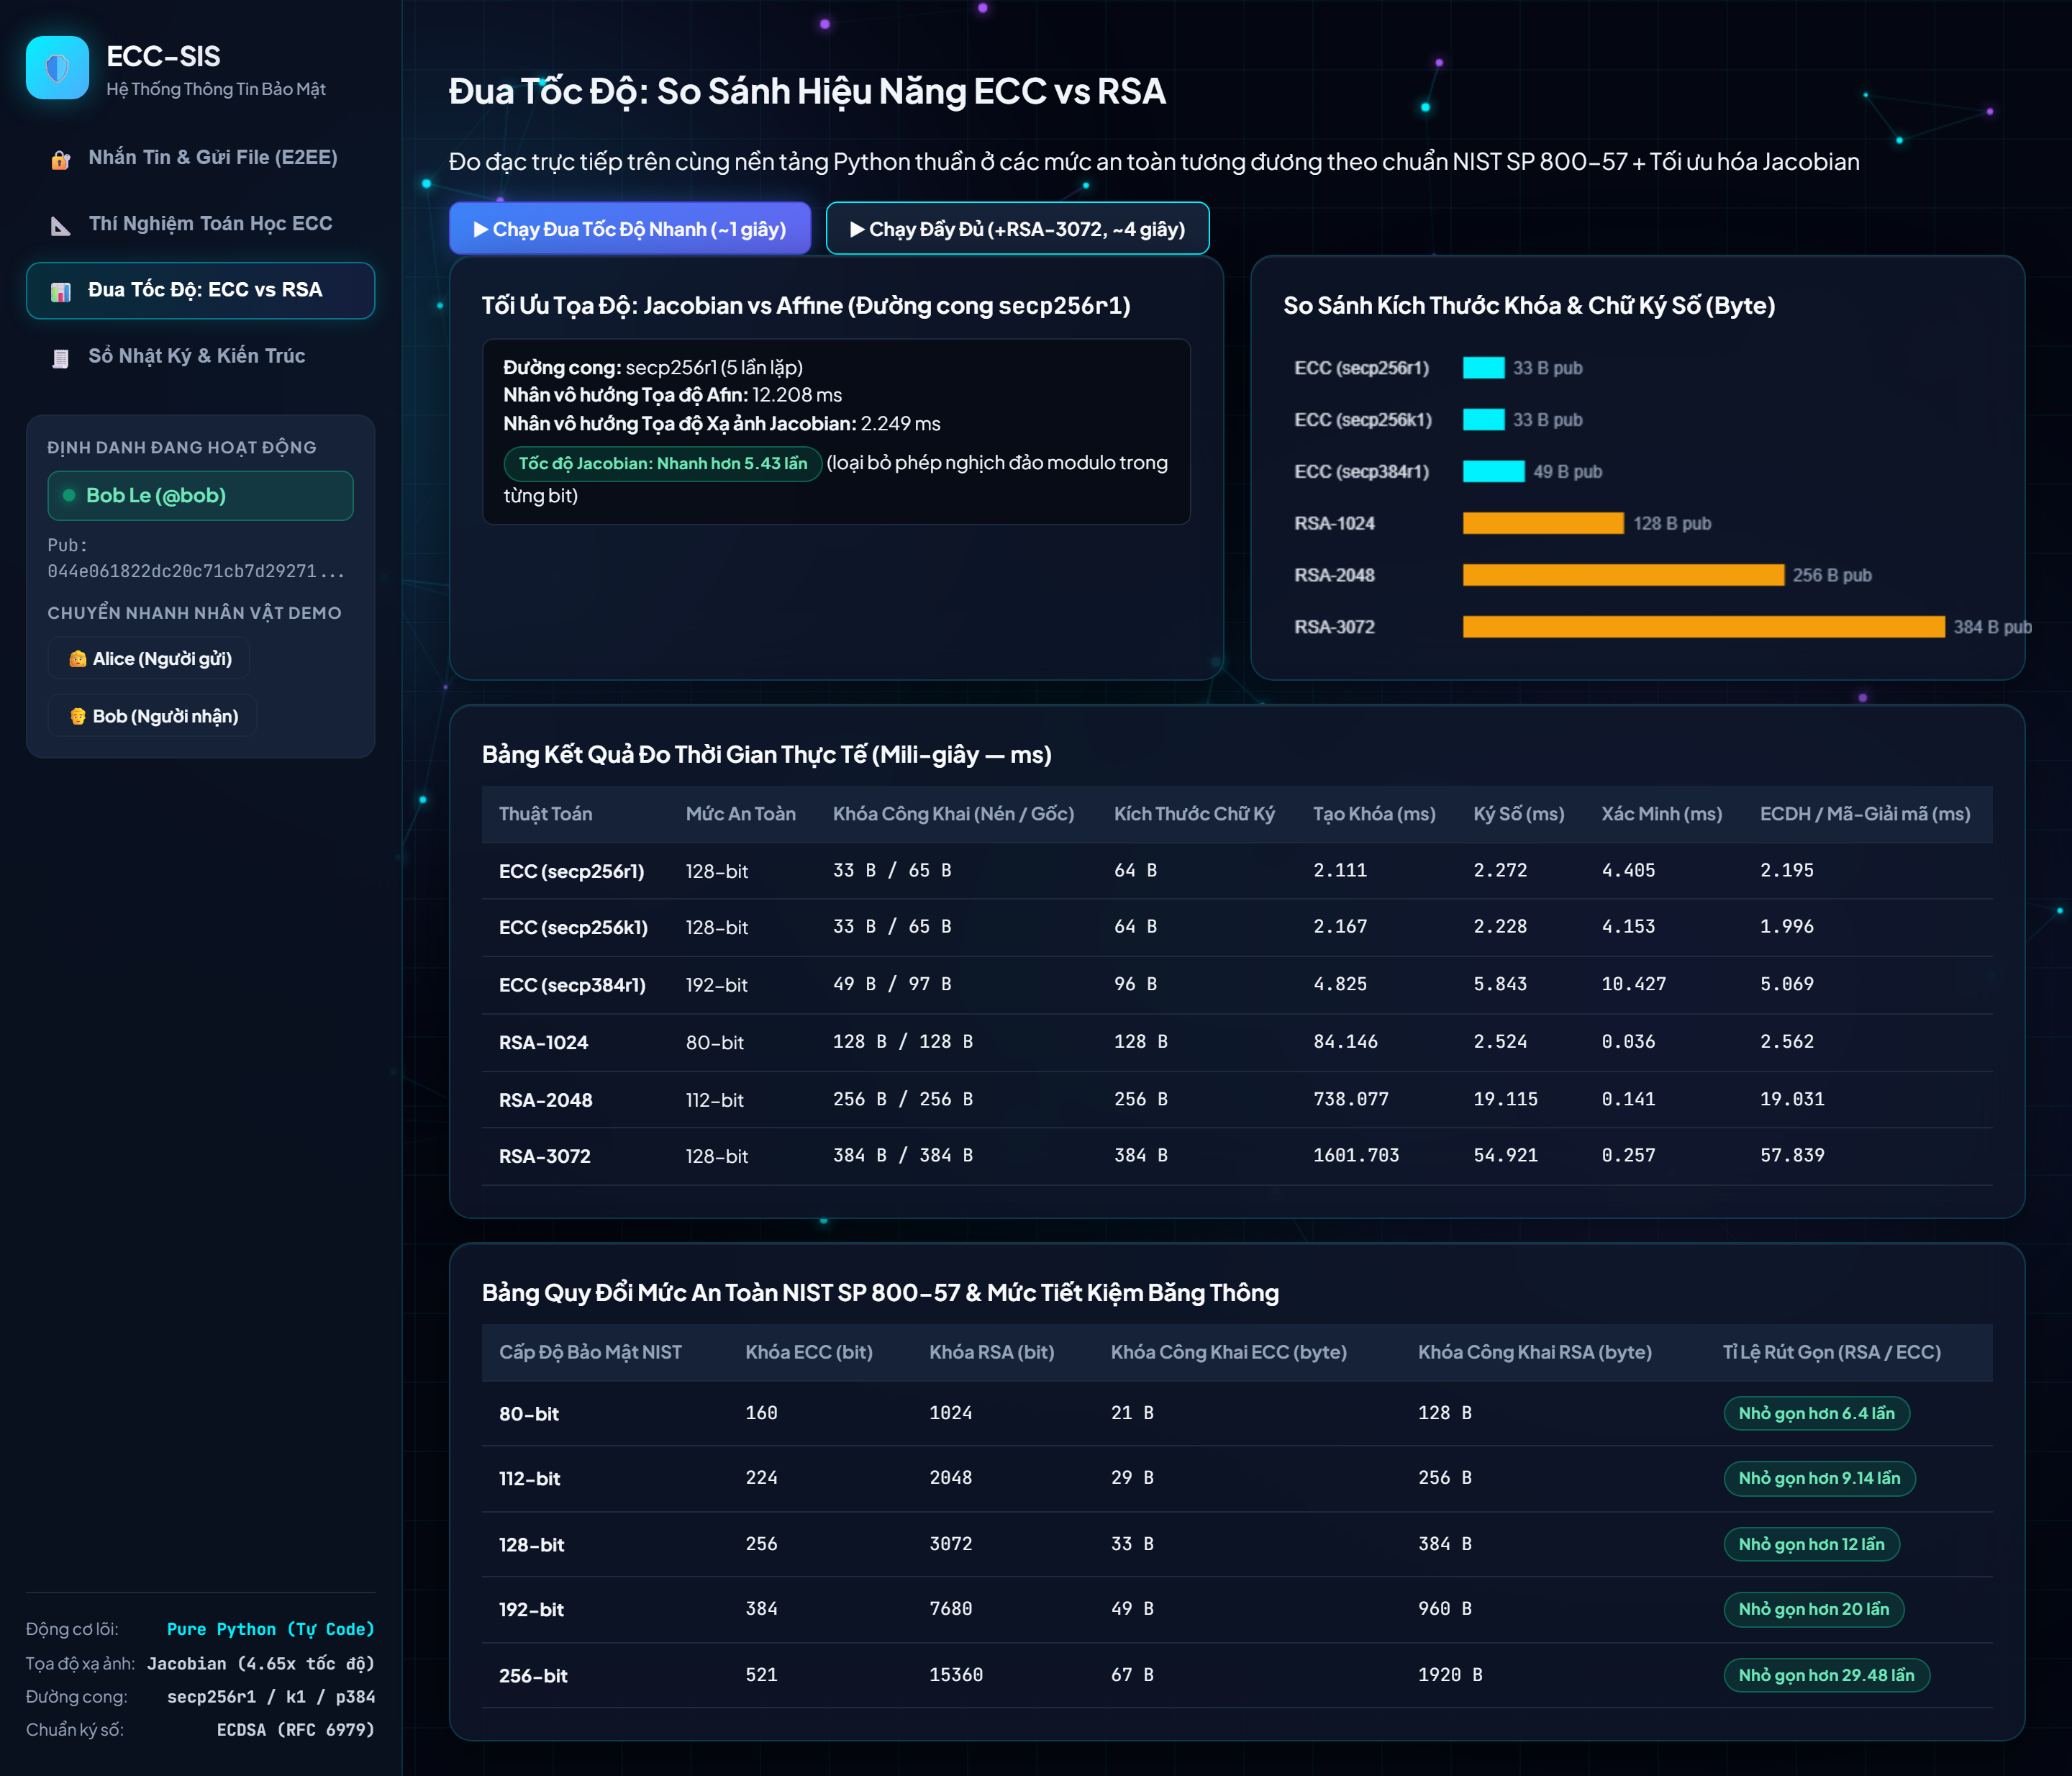 ECC-SIS
Hệ Thống Thông Tin Bảo Mật
Nhắn Tin & Gửi File (E2EE)
Thí Nghiệm Toán Học ECC
Đua Tốc Độ: ECC vs RSA
Sổ Nhật Ký & Kiến Trúc
ĐỊNH DANH ĐANG HOẠT ĐỘNG
Bob Le (@bob)
Pub:
044e061822dc20c71cb7d29271...
CHUYỂN NHANH NHÂN VẬT DEMO
Alice (Người gửi)
Bob (Người nhận)
Động cơ lõi: Pure Python (Tự Code)
Tọa độ xạ ảnh: Jacobian (4.65x tốc độ)
Đường cong: secp256r1 / k1 / p384
Chuẩn ký số: ECDSA (RFC 6979)
Đua Tốc Độ: So Sánh Hiệu Năng ECC vs RSA
Đo đạc trực tiếp trên cùng nền tảng Python thuần ở các mức an toàn tương đương theo chuẩn NIST SP 800-57 + Tối ưu hóa Jacobian
▶ Chạy Đua Tốc Độ Nhanh (~1 giây) ▶ Chạy Đầy Đủ (+RSA-3072, ~4 giây)
Tối Ưu Tọa Độ: Jacobian vs Affine (Đường cong secp256r1)
Đường cong: secp256r1 (5 lần lặp)
Nhân vô hướng Tọa độ Afin: 12.208 ms
Nhân vô hướng Tọa độ Xạ ảnh Jacobian: 2.249 ms
Tốc độ Jacobian: Nhanh hơn 5.43 lần (loại bỏ phép nghịch đảo modulo trong
từng bit)
So Sánh Kích Thước Khóa & Chữ Ký Số (Byte)
ECC (secp256r1) 33 B pub
ECC (secp256k1) 33 B pub
ECC (secp384r1) 49 B pub
RSA-1024 128 B pub
RSA-2048 256 B pub
RSA-3072 384 B pub
Bảng Kết Quả Đo Thời Gian Thực Tế (Mili-giây — ms)
Thuật Toán Mức An Toàn Khóa Công Khai (Nén / Gốc) Kích Thước Chữ Ký Tạo Khóa (ms) Ký Số (ms) Xác Minh (ms) ECDH / Mã-Giải mã (ms)
ECC (secp256r1) 128-bit 33 B / 65 B 64 B 2.111 2.272 4.405 2.195
ECC (secp256k1) 128-bit 33 B / 65 B 64 B 2.167 2.228 4.153 1.996
ECC (secp384r1) 192-bit 49 B / 97 B 96 B 4.825 5.843 10.427 5.069
RSA-1024 80-bit 128 B / 128 B 128 B 84.146 2.524 0.036 2.562
RSA-2048 112-bit 256 B / 256 B 256 B 738.077 19.115 0.141 19.031
RSA-3072 128-bit 384 B / 384 B 384 B 1601.703 54.921 0.257 57.839
Bảng Quy Đổi Mức An Toàn NIST SP 800-57 & Mức Tiết Kiệm Băng Thông
Cấp Độ Bảo Mật NIST Khóa ECC (bit) Khóa RSA (bit) Khóa Công Khai ECC (byte) Khóa Công Khai RSA (byte) Tỉ Lệ Rút Gọn (RSA / ECC)
80-bit 160 1024 21 B 128 B Nhỏ gọn hơn 6.4 lần
112-bit 224 2048 29 B 256 B Nhỏ gọn hơn 9.14 lần
128-bit 256 3072 33 B 384 B Nhỏ gọn hơn 12 lần
192-bit 384 7680 49 B 960 B Nhỏ gọn hơn 20 lần
256-bit 521 15360 67 B 1920 B Nhỏ gọn hơn 29.48 lần